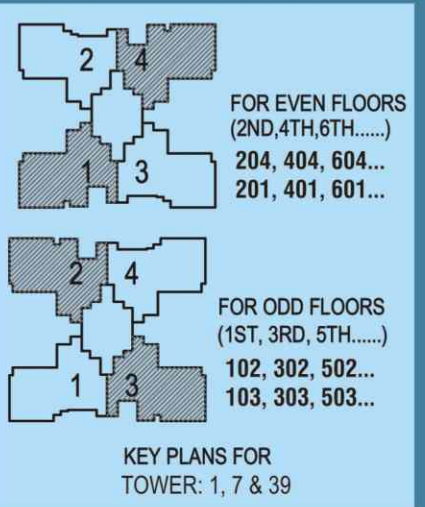 2 4
1 3
FOR EVEN FLOORS
(2ND,4TH,6TH......)
204, 404, 604...
201, 401, 601...
2 4
1 3
FOR ODD FLOORS
(1ST, 3RD, 5TH......)
102, 302, 502...
103, 303, 503...
KEY PLANS FOR
TOWER: 1, 7 & 39